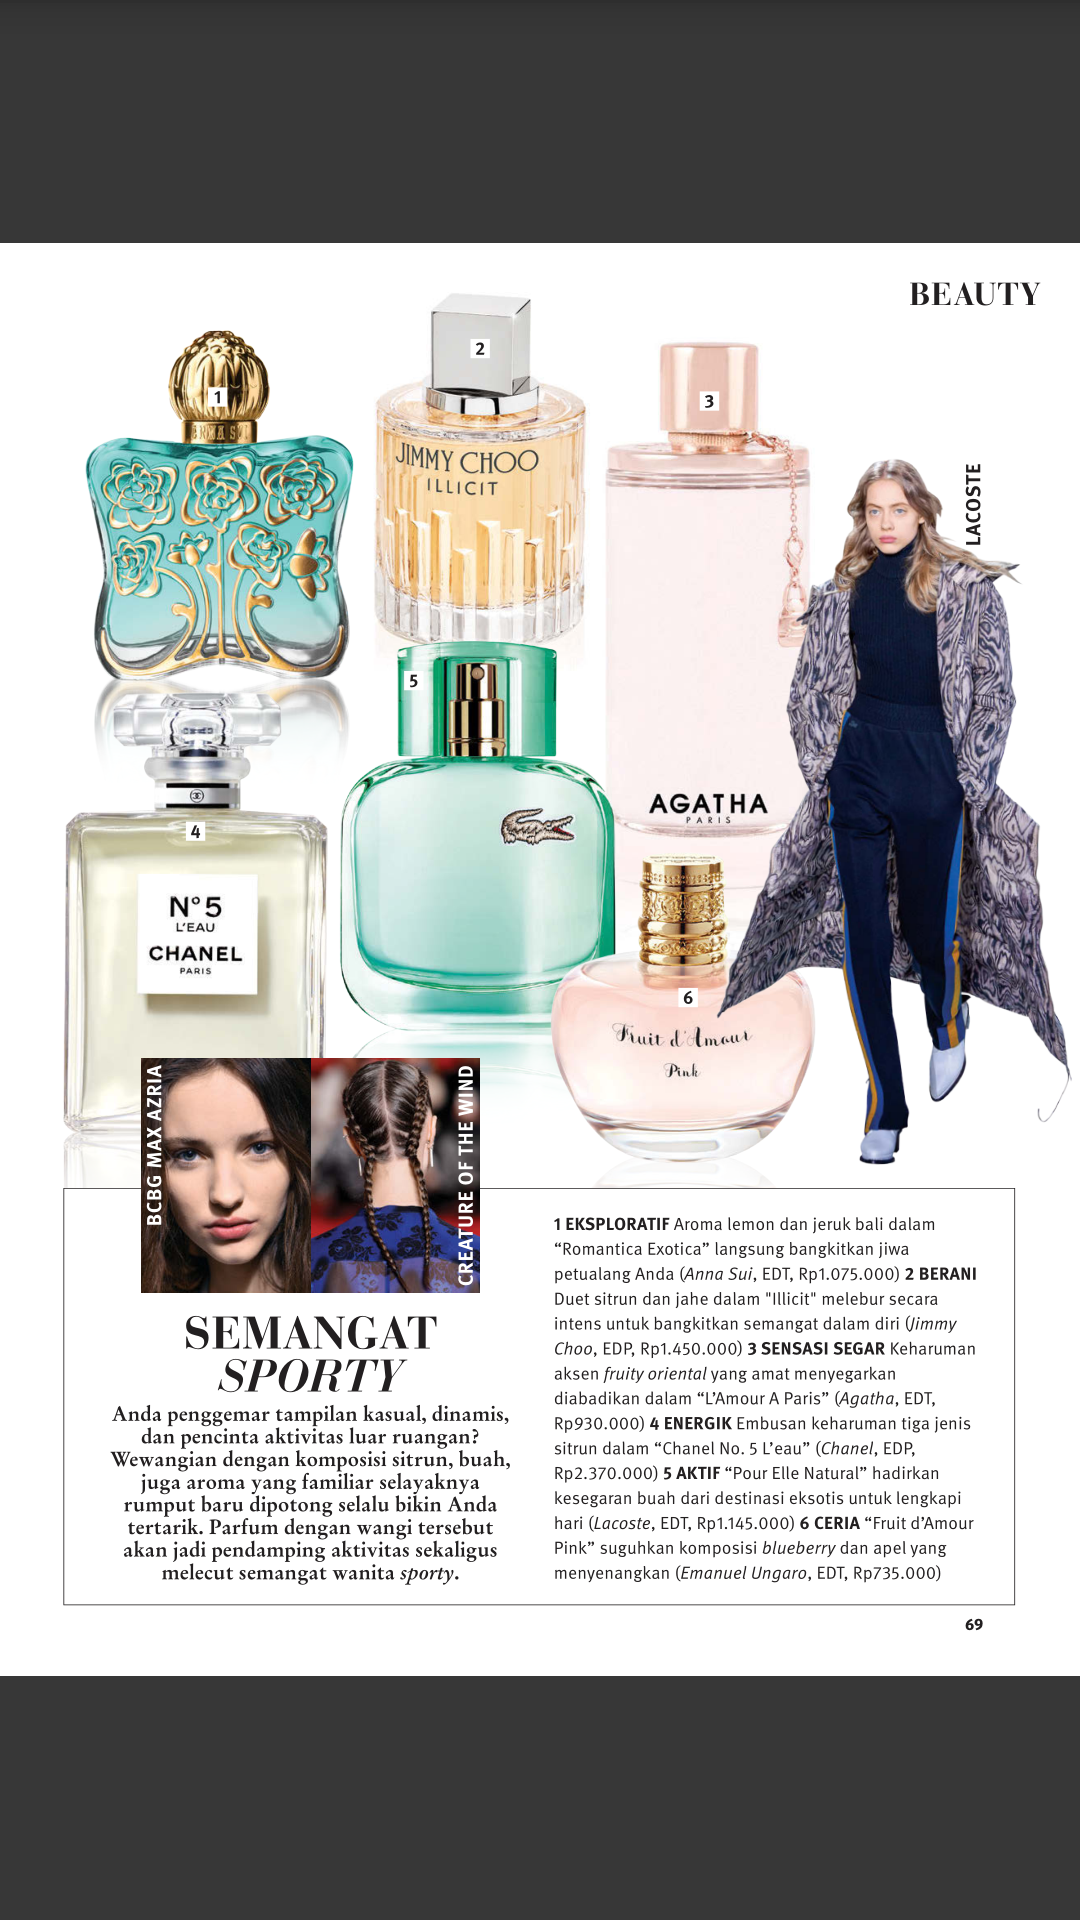 BEAUTY
1
2
3
JIMMY CHOO
ILLICIT
LACOSTE
5
AGATHA
PARIS
4
N°5
L'EAU
CHANEL
PARIS
6
Fruit d'Amour
Pink
BCBG MAX AZRIA
CREATURE OF THE WIND
SEMANGAT
SPORTY
Anda penggemar tampilan kasual, dinamis,
dan pencinta aktivitas luar ruangan?
Wewangian dengan komposisi sitrun, buah,
juga aroma yang familiar selayaknya
rumput baru dipotong selalu bikin Anda
tertarik. Parfum dengan wangi tersebut
akan jadi pendamping aktivitas sekaligus
melecut semangat wanita sporty.
1 EKSPLORATIF Aroma lemon dan jeruk bali dalam
“Romantica Exotica” langsung bangkitkan jiwa
petualang Anda (Anna Sui, EDT, Rp1.075.000) 2 BERANI
Duet sitrun dan jahe dalam "Illicit" melebur secara
intens untuk bangkitkan semangat dalam diri (Jimmy
Choo, EDP, Rp1.450.000) 3 SENSASI SEGAR Keharuman
aksen fruity oriental yang amat menyegarkan
diabadikan dalam “L’Amour A Paris” (Agatha, EDT,
Rp930.000) 4 ENERGIK Embusan keharuman tiga jenis
sitrun dalam “Chanel No. 5 L’eau” (Chanel, EDP,
Rp2.370.000) 5 AKTIF “Pour Elle Natural” hadirkan
kesegaran buah dari destinasi eksotis untuk lengkapi
hari (Lacoste, EDT, Rp1.145.000) 6 CERIA “Fruit d’Amour
Pink” suguhkan komposisi blueberry dan apel yang
menyenangkan (Emanuel Ungaro, EDT, Rp735.000)
69